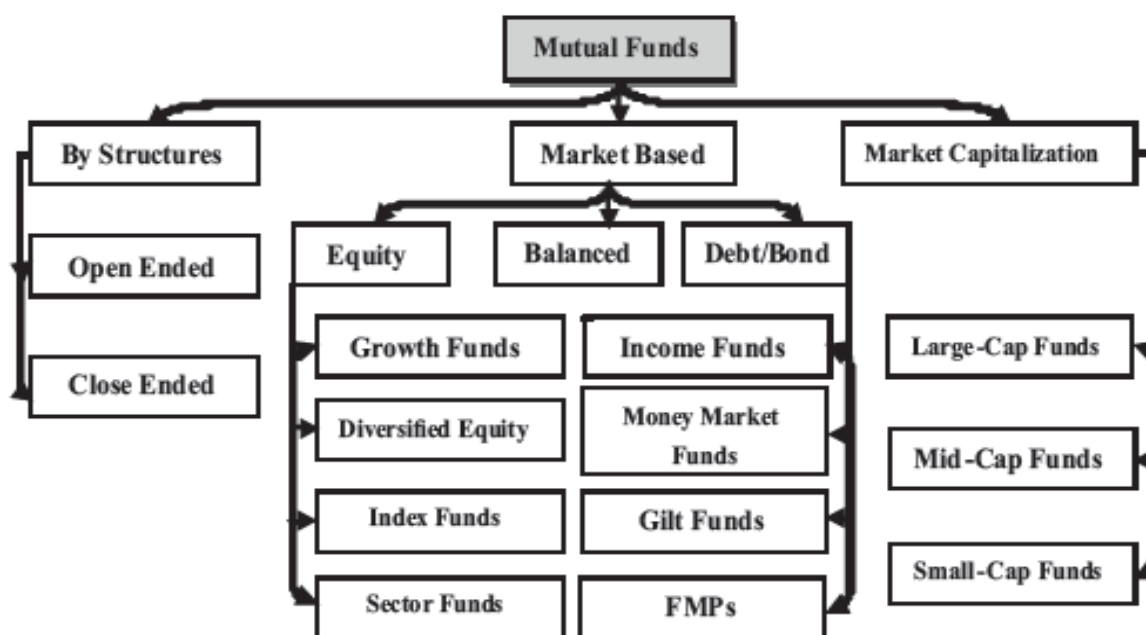 Mutual Funds
By Structures
Market Based
Market Capitalization
Open Ended
Close Ended
Equity
Balanced
Debt/Bond
Growth Funds
Diversified Equity
Index Funds
Sector Funds
Income Funds
Money Market
Funds
Gilt Funds
FMPs
Large-Cap Funds
Mid-Cap Funds
Small-Cap Funds